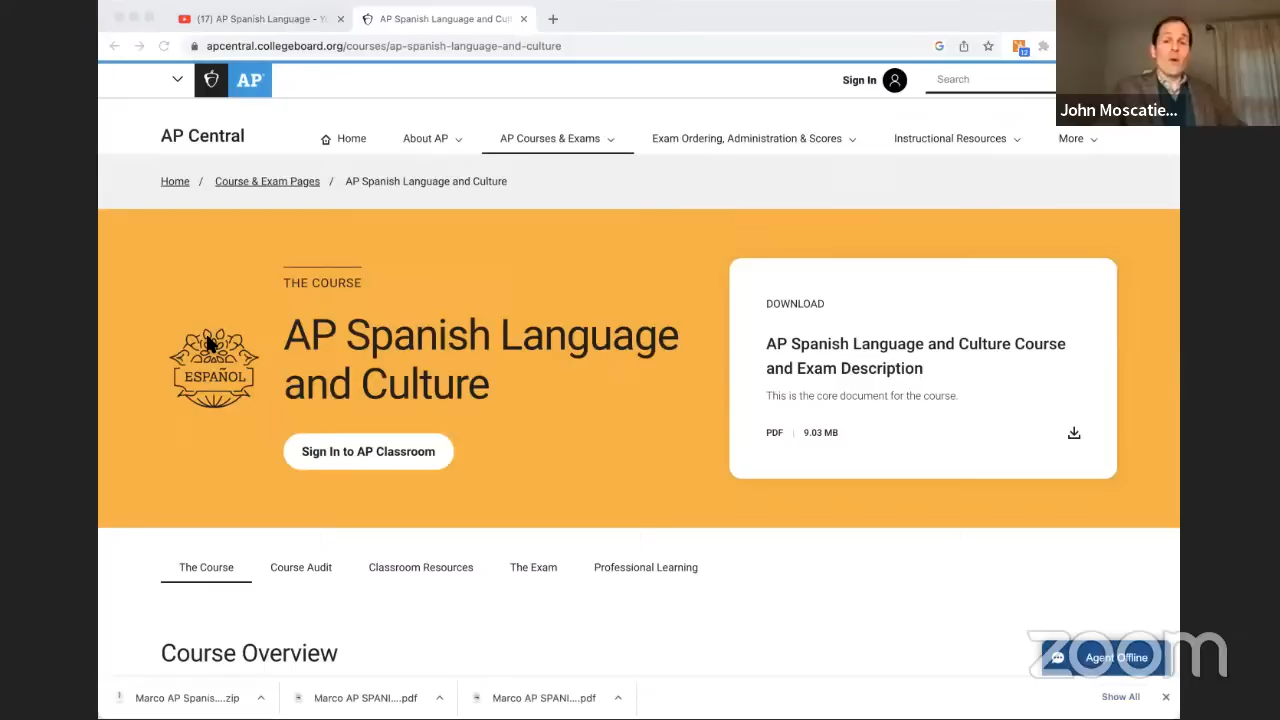 (17) AP Spanish Language - Y
AP Spanish Language and Cul
apcentral.collegeboard.org/courses/ap-spanish-language-and-culture
12
John Moscatie...
AP
Sign In
Search
AP Central
Home
About AP
AP Courses & Exams
Exam Ordering, Administration & Scores
Instructional Resources
More
Home / Course & Exam Pages / AP Spanish Language and Culture
THE COURSE
AP Spanish Language
and Culture
ESPAÑOL
Sign In to AP Classroom
DOWNLOAD
AP Spanish Language and Culture Course
and Exam Description
This is the core document for the course.
PDF | 9.03 MB
The Course
Course Audit
Classroom Resources
The Exam
Professional Learning
Course Overview
Agent Offline
zoom
Marco AP Spanis....zip
Marco AP SPANI....pdf
Marco AP SPANI....pdf
Show All